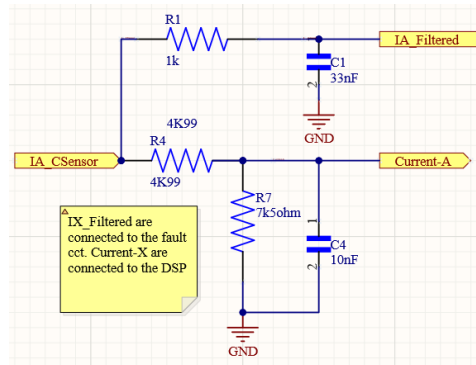 R1
1k
IA_Filtered
C1
33nF
2
GND
4K99
IA_CSensor
R4
4K99
Current-A
R7
7k5ohm
1
C4
10nF
2
GND
IX_Filtered are
connected to the fault
cct. Current-X are
connected to the DSP